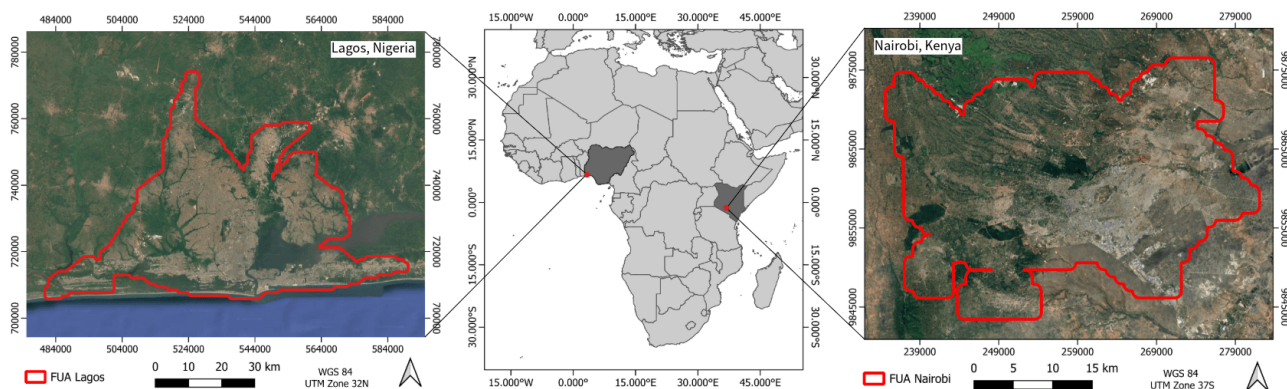 484000 504000 524000 544000 564000 584000
Lagos, Nigeria
780000 760000 740000 720000 700000
780000 760000 740000 720000 700000
484000 504000 524000 544000 564000 584000
FUA Lagos
0 10 20 30 km
WGS 84
UTM Zone 32N
15.000°W 0.000° 15.000°E 30.000°E 45.000°E
30.000°N 15.000°N 0.000° 15.000°S 30.000°S
30.000°N 15.000°N 0.000° 15.000°S 30.000°S
15.000°W 0.000° 15.000°E 30.000°E 45.000°E
239000 249000 259000 269000 279000
Nairobi, Kenya
9875000 9865000 9855000 9845000
9875000 9865000 9855000 9845000
239000 249000 259000 269000 279000
FUA Nairobi
0 5 10 15 km
WGS 84
UTM Zone 37S